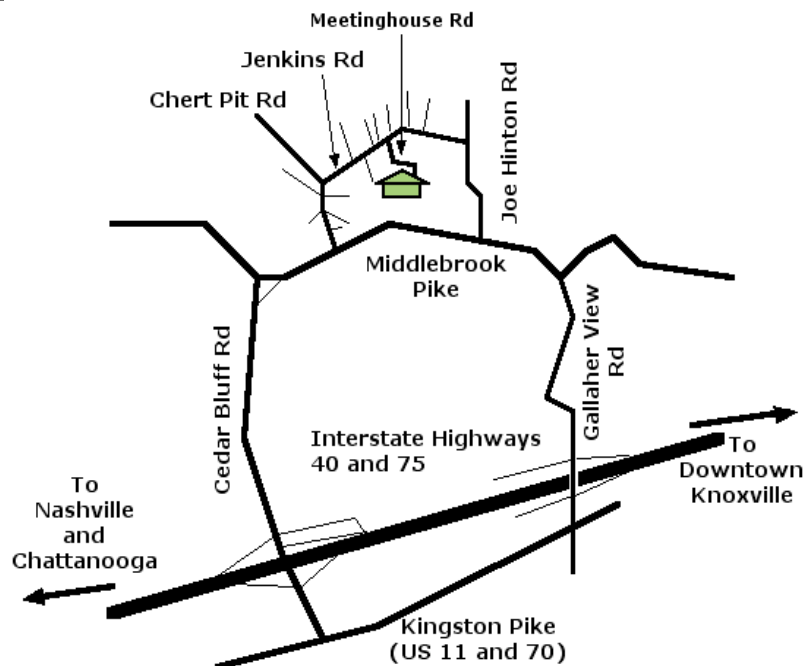 Meetinghouse Rd
Jenkins Rd
Chert Pit Rd
Joe Hinton Rd
Middlebrook
Pike
Gallaher View
Rd
Cedar Bluff Rd
Interstate Highways
40 and 75
To
Downtown
Knoxville
To
Nashville
and
Chattanooga
Kingston Pike
(US 11 and 70)